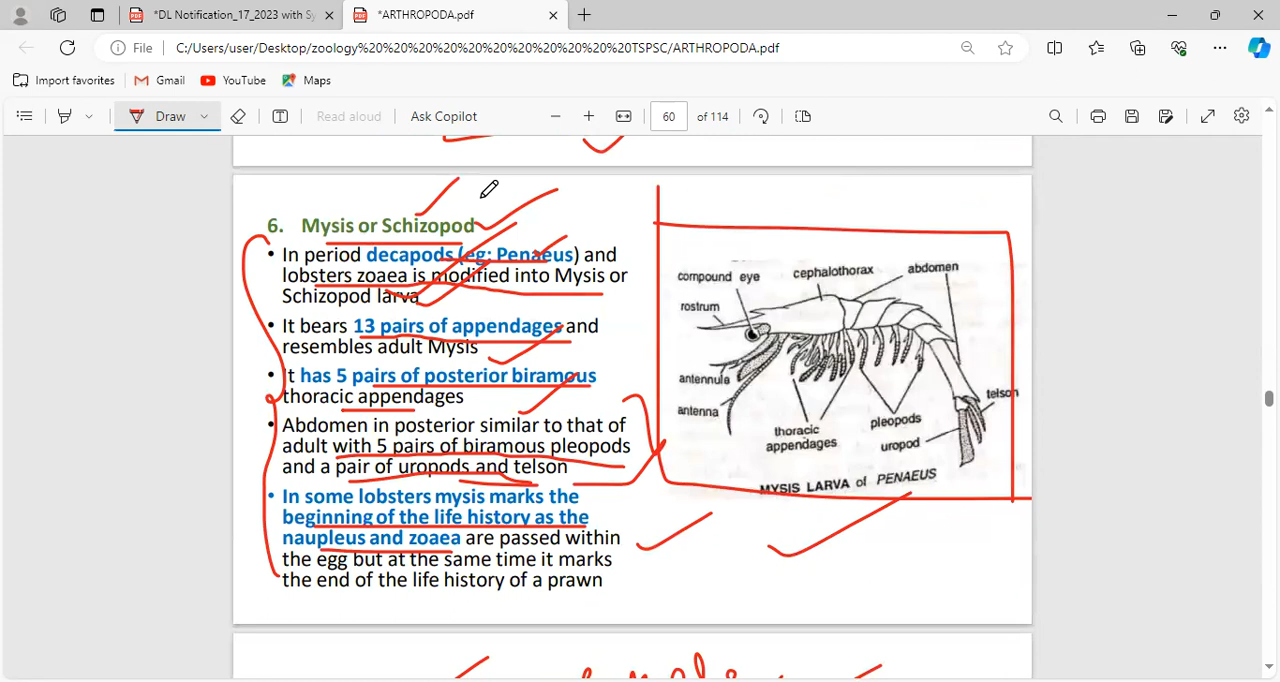 *DL Notification_17_2023 with Sy
*ARTHROPODA.pdf
File
C:/Users/user/Desktop/zoology%20%20%20%20%20%20%20%20%20%20TSPSC/ARTHROPODA.pdf
Import favorites
Gmail
YouTube
Maps
Draw
Read aloud
Ask Copilot
60
of 114
6. Mysis or Schizopod
• In period decapods (eg: Penaeus) and
lobsters zoaea is modified into Mysis or
Schizopod larva
• It bears 13 pairs of appendages and
resembles adult Mysis
• It has 5 pairs of posterior biramous
thoracic appendages
• Abdomen in posterior similar to that of
adult with 5 pairs of biramous pleopods
and a pair of uropods and telson
• In some lobsters mysis marks the
beginning of the life history as the
naupleus and zoaea are passed within
the egg but at the same time it marks
the end of the life history of a prawn
compound eye
cephalothorax
abdomen
rostrum
antennule
antenna
thoracic
appendages
pleopods
uropod
telson
MYSIS LARVA of PENAEUS